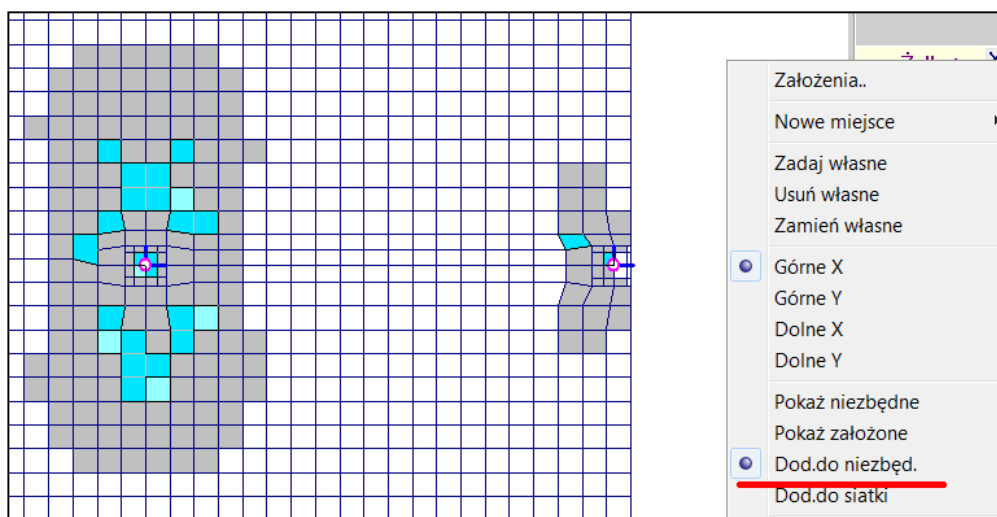 Założenia..
Nowe miejsce
Zadaj własne
Usuń własne
Zamień własne
Górne X
Górne Y
Dolne X
Dolne Y
Pokaż niezbędne
Pokaż założone
Dod.do niezbęd.
Dod.do siatki